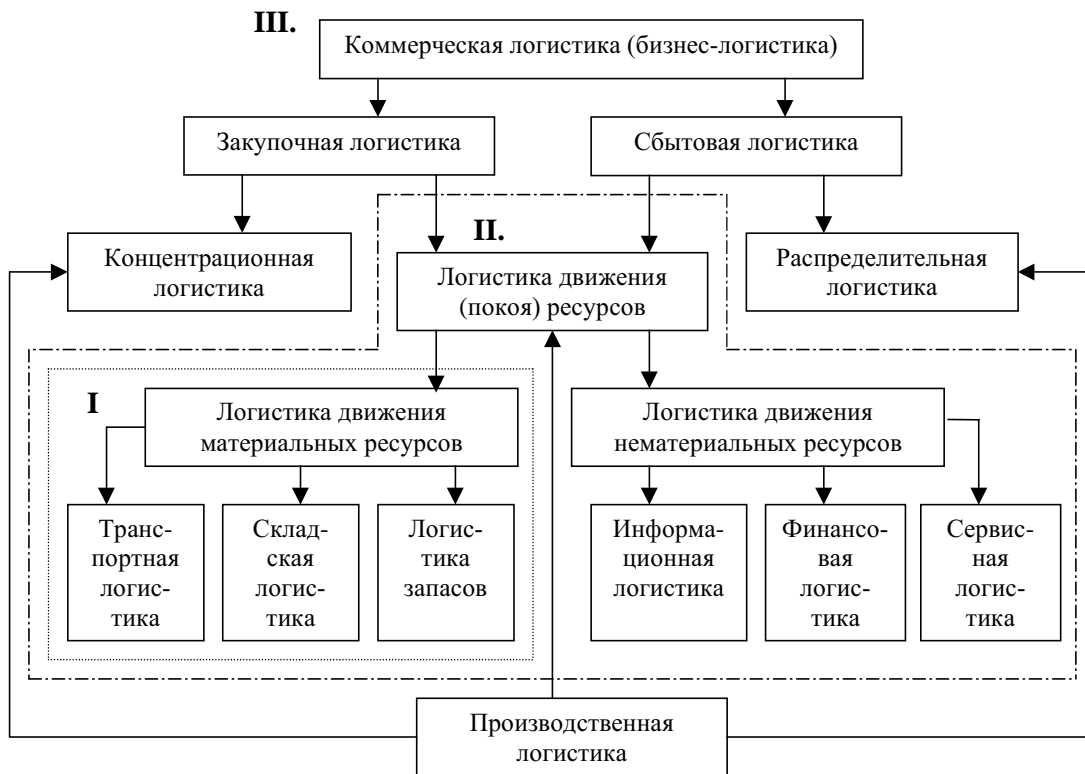 III.
Коммерческая логистика (бизнес-логистика)
Закупочная логистика
Сбытовая логистика
II.
Концентрационная
логистика
Логистика движения
(покоя) ресурсов
Распределительная
логистика
I
Логистика движения
материальных ресурсов
Логистика движения
нематериальных ресурсов
Транс-
портная
логис-
тика
Склад-
ская
логис-
тика
Логис-
тика
запасов
Информа-
ционная
логистика
Финансо-
вая
логис-
тика
Сервис-
ная
логис-
тика
Производственная
логистика